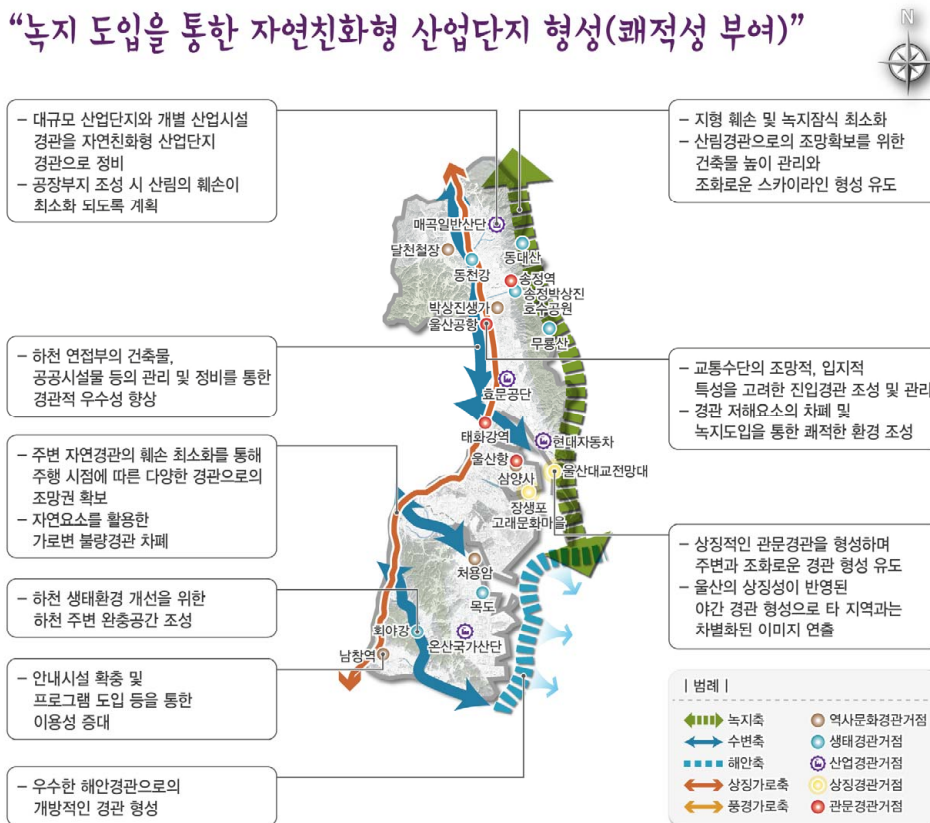 “녹지 도입을 통한 자연친화형 산업단지 형성(쾌적성 부여)”
N
– 대규모 산업단지와 개별 산업시설
경관을 자연친화형 산업단지
경관으로 정비
– 공장부지 조성 시 산림의 훼손이
최소화 되도록 계획
– 하천 연접부의 건축물,
공공시설물 등의 관리 및 정비를 통한
경관적 우수성 향상
– 주변 자연경관의 훼손 최소화를 통해
주행 시점에 따른 다양한 경관으로의
조망권 확보
– 자연요소를 활용한
가로변 불량경관 차폐
– 하천 생태환경 개선을 위한
하천 주변 완충공간 조성
– 안내시설 확충 및
프로그램 도입 등을 통한
이용성 증대
– 우수한 해안경관으로의
개방적인 경관 형성
매곡일반산단
달천철장
동천강
동대산
송정역
송정박상진
호수공원
박상진생가
울산공항
무룡산
효문공단
태화강역
현대자동차
울산항
삼양사
울산대교전망대
장생포
고래문화마을
처용암
목도
회야강
온산국가산단
남창역
– 지형 훼손 및 녹지잠식 최소화
– 산림경관으로의 조망확보를 위한
건축물 높이 관리와
조화로운 스카이라인 형성 유도
– 교통수단의 조망적, 입지적
특성을 고려한 진입경관 조성 및 관리
– 경관 저해요소의 차폐 및
녹지도입을 통한 쾌적한 환경 조성
– 상징적인 관문경관을 형성하며
주변과 조화로운 경관 형성 유도
– 울산의 상징성이 반영된
야간 경관 형성으로 타 지역과는
차별화된 이미지 연출
| 범례 |
녹지축
수변축
해안축
상징가로축
풍경가로축
역사문화경관거점
생태경관거점
산업경관거점
상징경관거점
관문경관거점